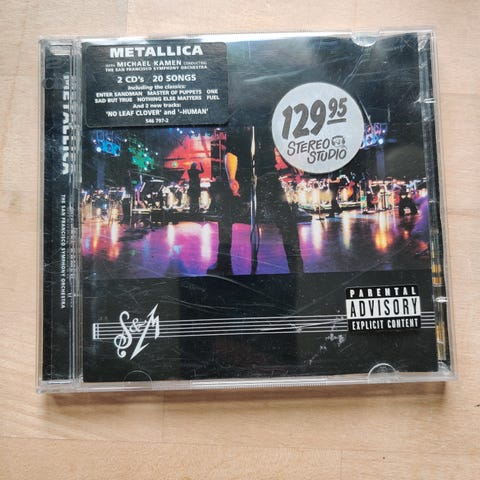 METALLICA
WITH MICHAEL KAMEN CONDUCTING
THE SAN FRANCISCO SYMPHONY ORCHESTRA
2 CD's 20 SONGS
Including the classics:
ENTER SANDMAN MASTER OF PUPPETS ONE
SAD BUT TRUE NOTHING ELSE MATTERS FUEL
And 2 new tracks:
'NO LEAF CLOVER' and '-HUMAN'
546 797-2
129 95
STEREO
STUDIO
METALLICA
THE SAN FRANCISCO SYMPHONY ORCHESTRA
S&M
PARENTAL
ADVISORY
EXPLICIT CONTENT